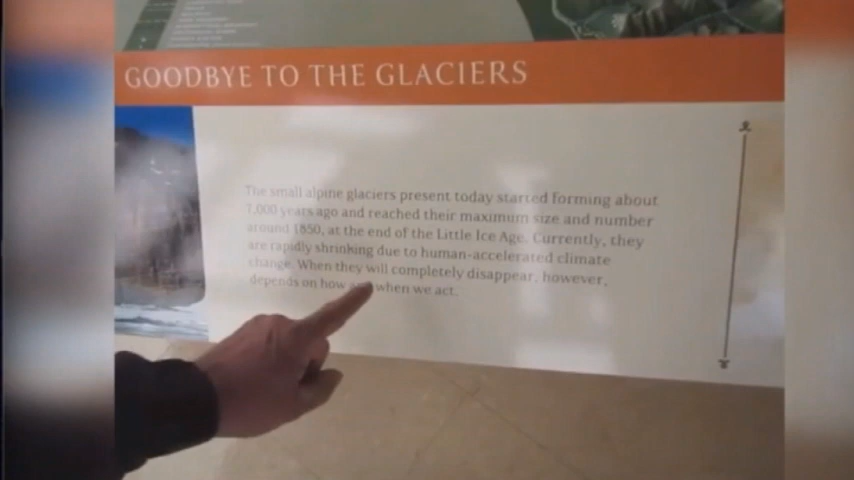 GOODBYE TO THE GLACIERS
The small alpine glaciers present today started forming about
7,000 years ago and reached their maximum size and number
around 1850, at the end of the Little Ice Age. Currently, they
are rapidly shrinking due to human-accelerated climate
change. When they will completely disappear, however,
depends on how and when we act.